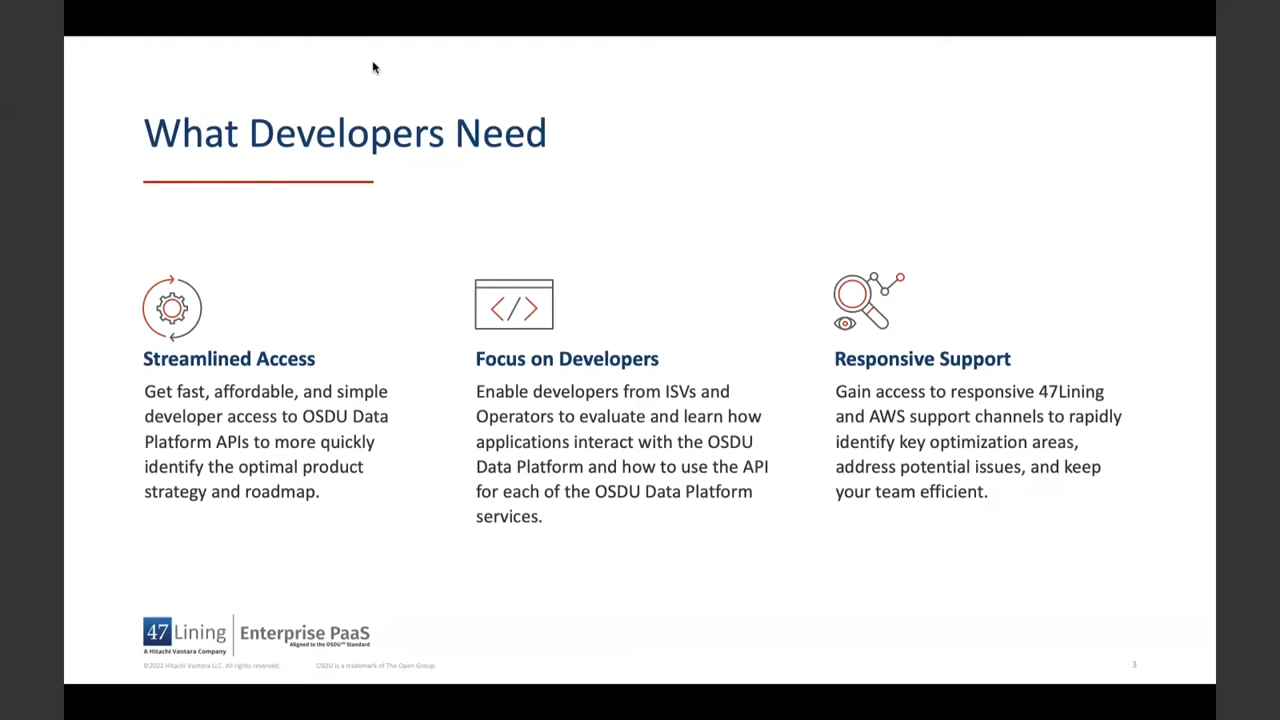 What Developers Need
Streamlined Access
Get fast, affordable, and simple
developer access to OSDU Data
Platform APIs to more quickly
identify the optimal product
strategy and roadmap.
</>
Focus on Developers
Enable developers from ISVs and
Operators to evaluate and learn how
applications interact with the OSDU
Data Platform and how to use the API
for each of the OSDU Data Platform
services.
Responsive Support
Gain access to responsive 47Lining
and AWS support channels to rapidly
identify key optimization areas,
address potential issues, and keep
your team efficient.
47 Lining
A Hitachi Vantara Company
Enterprise PaaS
Aligned to the OSDU™ Standard
©2022 Hitachi Vantara LLC. All rights reserved.
OSDU is a trademark of The Open Group.
3